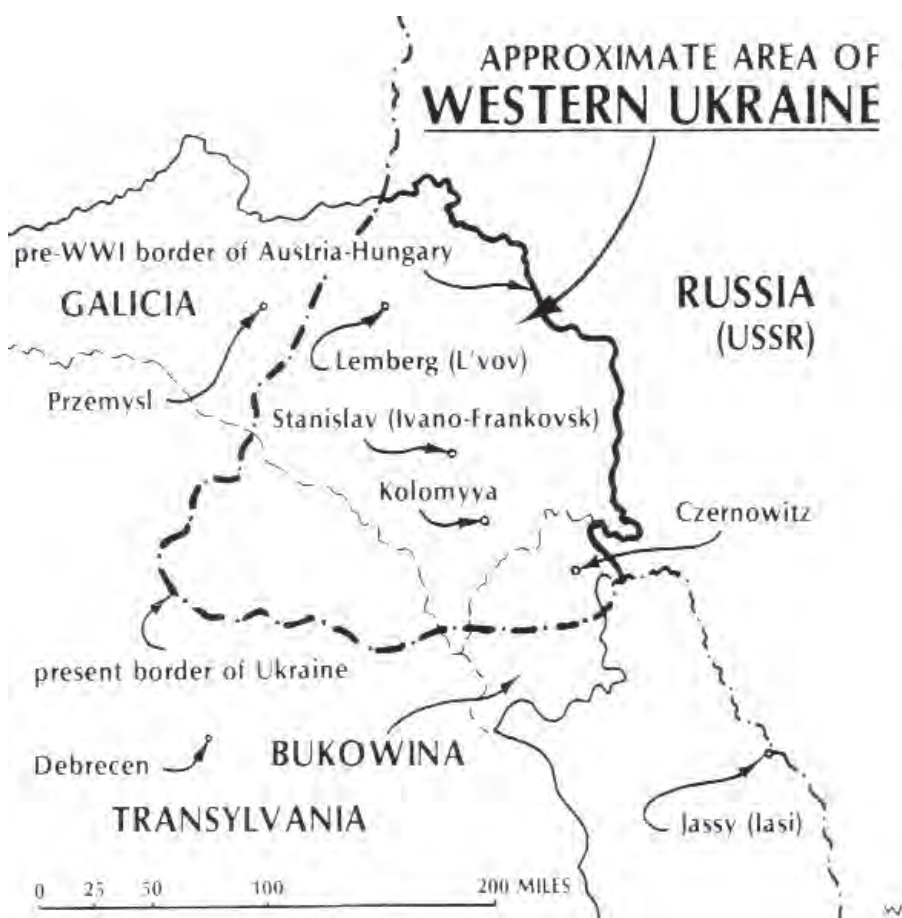 APPROXIMATE AREA OF
WESTERN UKRAINE
pre-WWI border of Austria-Hungary
GALICIA
RUSSIA
(USSR)
Lemberg (L'vov)
Przemysl
Stanislav (Ivano-Frankovsk)
Kolomyya
Czernowitz
present border of Ukraine
Debrecen
BUKOWINA
TRANSYLVANIA
Jassy (Iasi)
0 25 50 100 200 MILES